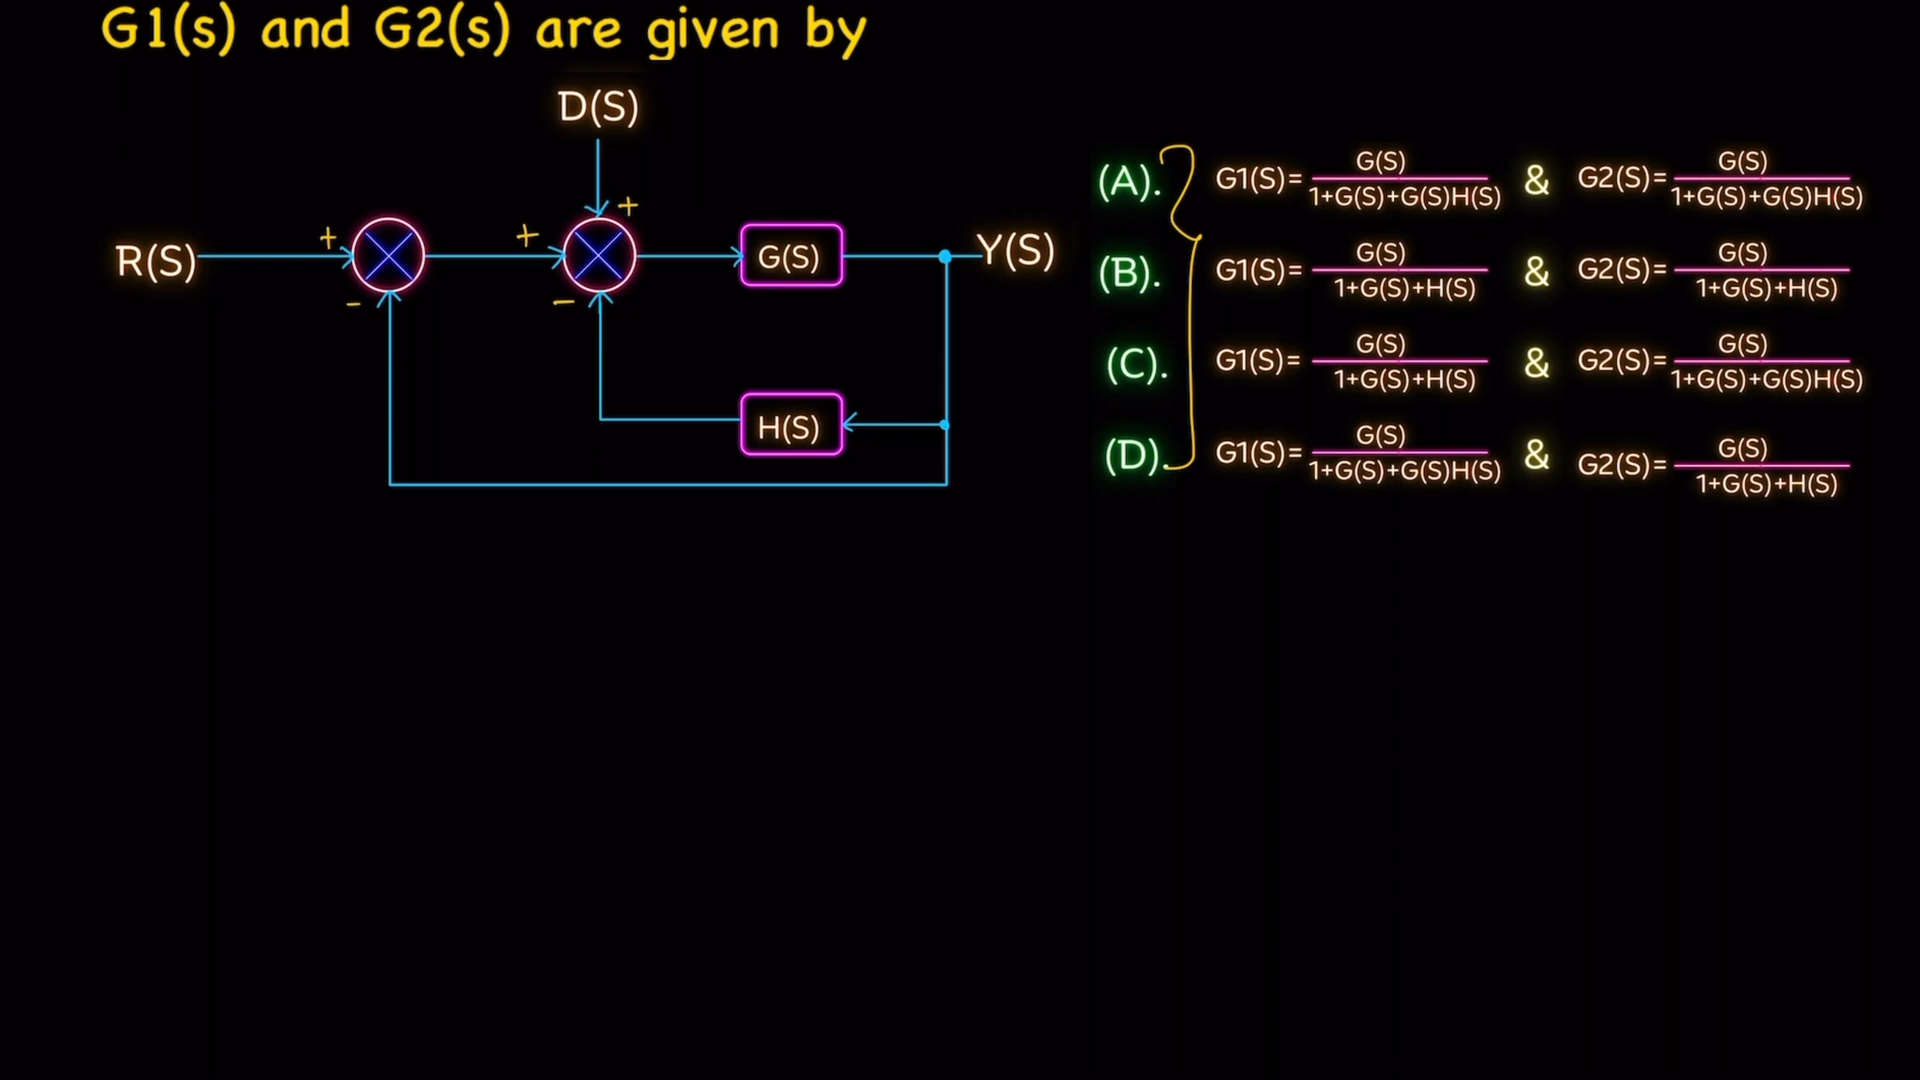 G1(s) and G2(s) are given by
D(S)
+
R(S) + + G(S) Y(S)
- -
H(S)
(A). G1(S)= G(S) / 1+G(S)+G(S)H(S) & G2(S)= G(S) / 1+G(S)+G(S)H(S)
(B). G1(S)= G(S) / 1+G(S)+H(S) & G2(S)= G(S) / 1+G(S)+H(S)
(C). G1(S)= G(S) / 1+G(S)+H(S) & G2(S)= G(S) / 1+G(S)+G(S)H(S)
(D). G1(S)= G(S) / 1+G(S)+G(S)H(S) & G2(S)= G(S) / 1+G(S)+H(S)